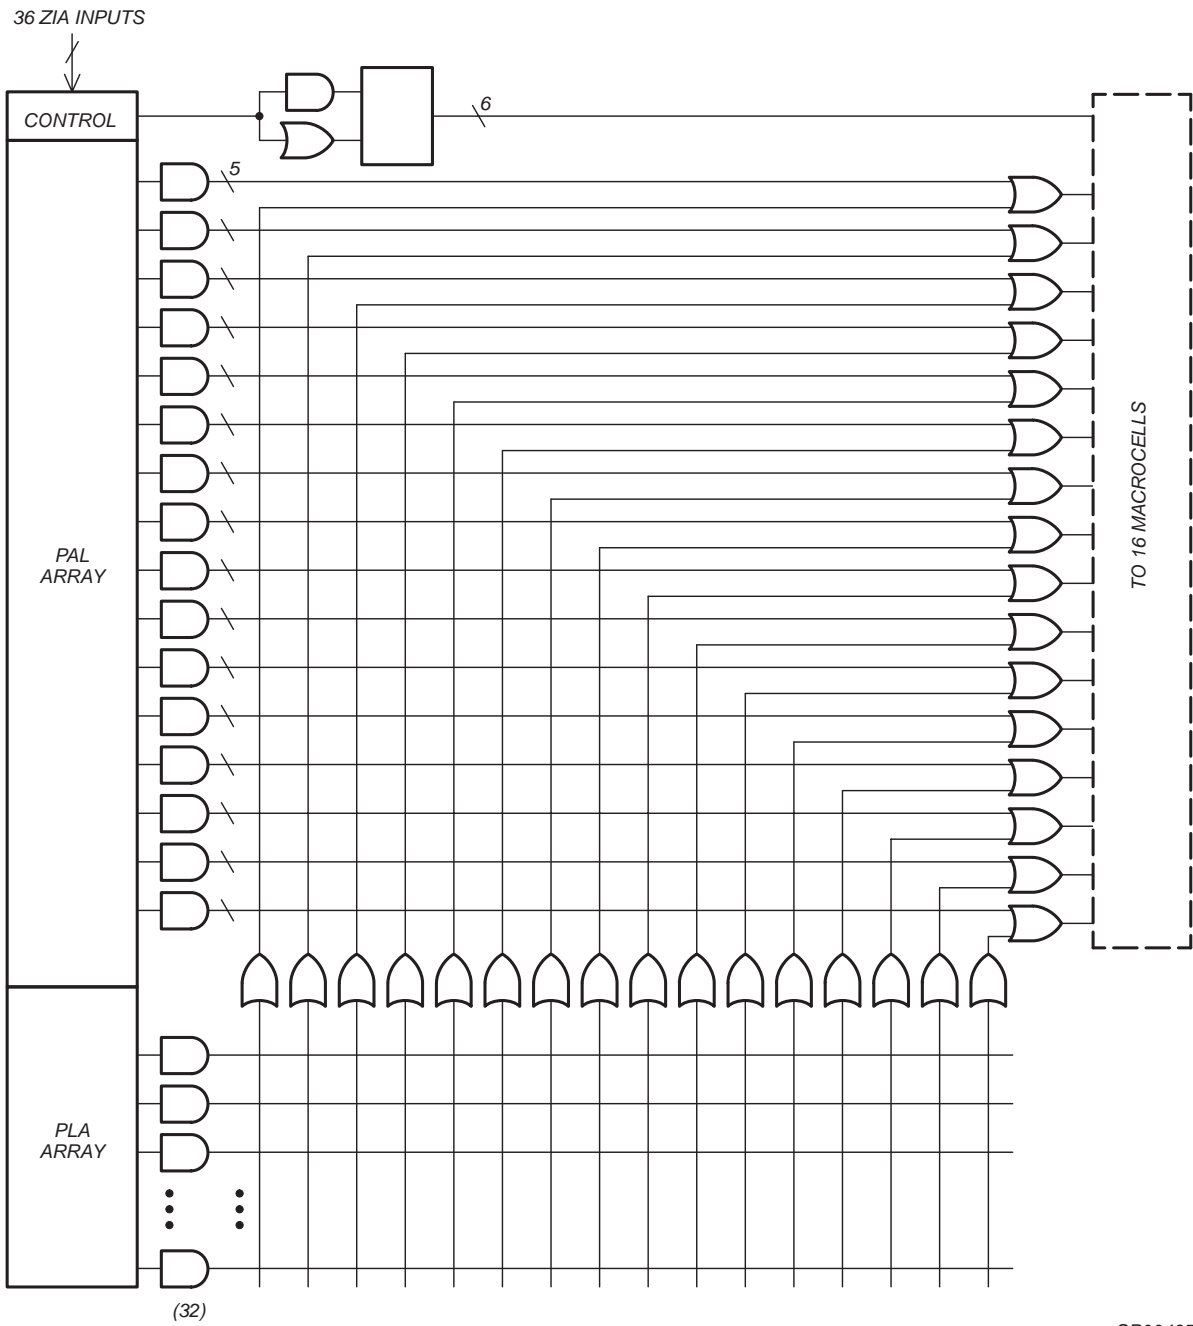 36 ZIA INPUTS
CONTROL
6
5
PAL
ARRAY
TO 16 MACROCELLS
PLA
ARRAY
(32)